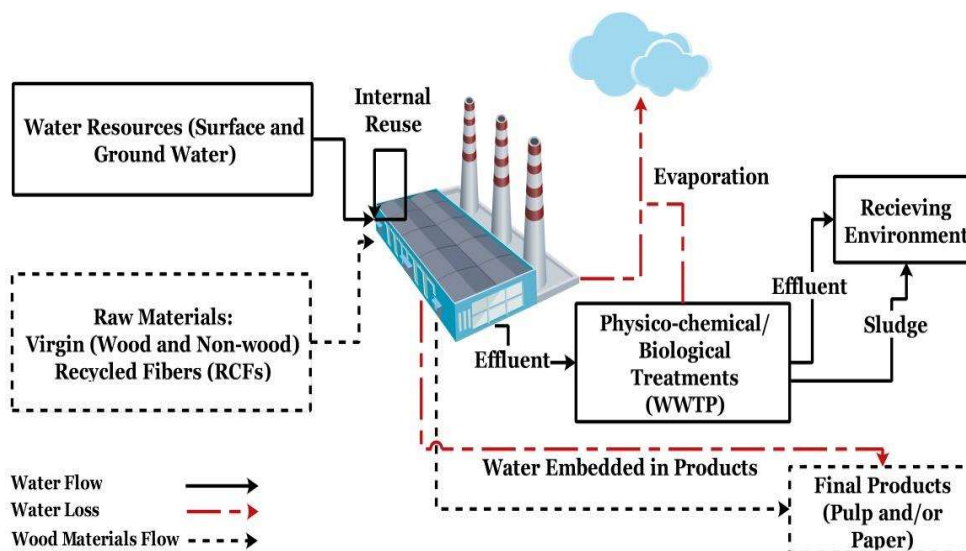 Water Resources (Surface and
Ground Water)
Internal
Reuse
Evaporation
Recieving
Environment
Raw Materials:
Virgin (Wood and Non-wood)
Recycled Fibers (RCFs)
Effluent
Physico-chemical/
Biological
Treatments
(WWTP)
Effluent
Sludge
Water Embedded in Products
Final Products
(Pulp and/or
Paper)
Water Flow
Water Loss
Wood Materials Flow